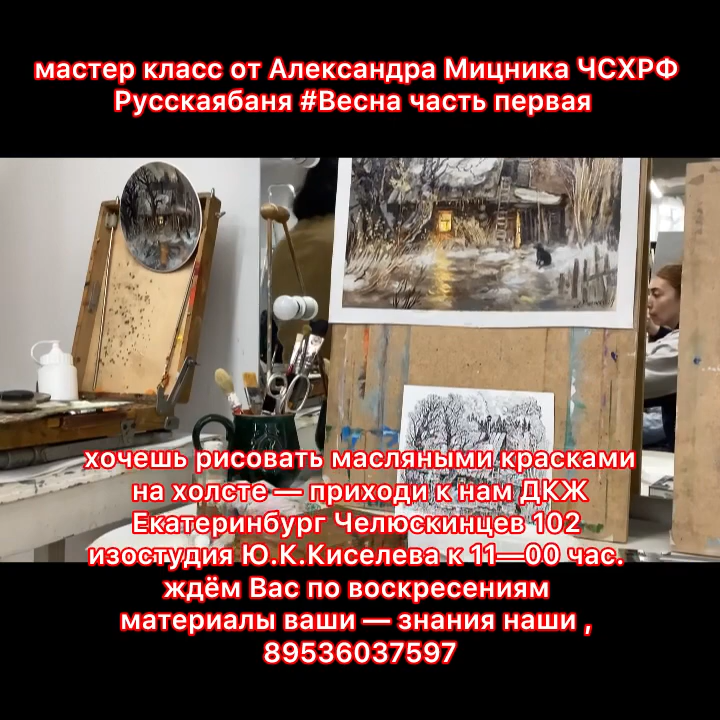 мастер класс от Александра Мицника ЧСХРФ
Русскаябаня #Весна часть первая
хочешь рисовать масляными красками
на холсте — приходи к нам ДКЖ
Екатеринбург Челюскинцев 102
изостудия Ю.К.Киселева к 11—00 час.
ждём Вас по воскресениям
материалы ваши — знания наши ,
89536037597